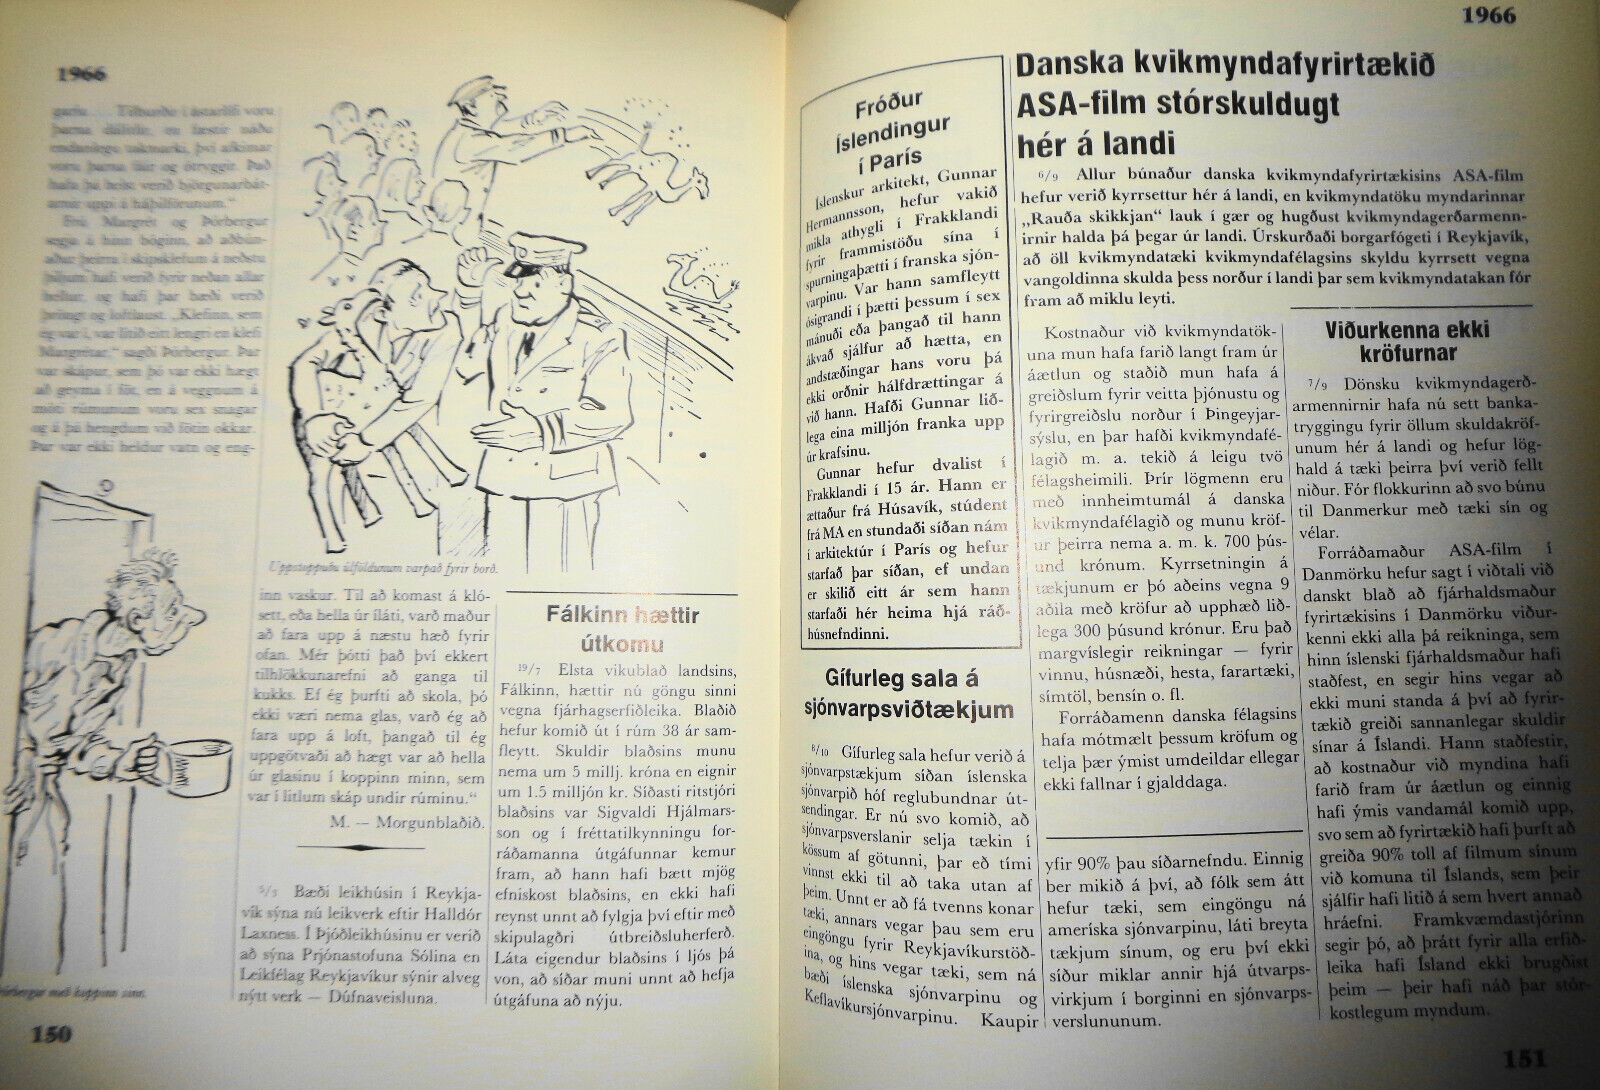 1966
garíu. . . . Tilburðir í ástarlífi voru
þarna dálitlir, en fæstir náðu
endanlegu takmarki, því afkimar
voru þarna fáir og ótryggir. Það
hafa þá helst verið björgunarbát-
arnir uppi á háþilförunum.“
Frú Margrét og Þórbergur
segja á hinn bóginn, að aðbún-
aður þeirra í skipsklefum á neðstu
þiljum hafi verið fyrir neðan allar
hellur, og hafi þar bæði verið
þröngt og loftlaust. „Klefinn, sem
ég var í, var lítið eitt lengri en klefi
Margrétar,“ sagði Þórbergur. Þar
var skápur, sem þó var ekki hægt
að geyma í föt, en á veggnum á
móti rúmunum voru sex snagar
og á þá hengdum við fötin okkar.
Þar var ekki heldur vatn og eng-
Þórbergur með koppinn sinn.
150
Uppstoppuðu úlföldunum varpað fyrir borð.
inn vaskur. Til að komast á kló-
sett, eða hella úr íláti, varð maður
að fara upp á næstu hæð fyrir
ofan. Mér þótti það því ekkert
tilhlökkunarefni að ganga til
kukks. Ef ég þurfti að skola, þó
ekki væri nema glas, varð ég að
fara upp á loft, þangað til ég
uppgötvaði að hægt var að hella
úr glasinu í koppinn minn, sem
var í litlum skáp undir rúminu.“
M. — Morgunblaðið.
5/3 Bæði leikhúsin í Reykja-
vík sýna nú leikverk eftir Halldór
Laxness. Í Þjóðleikhúsinu er verið
að sýna Prjónastofuna Sólina en
Leikfélag Reykjavíkur sýnir alveg
nýtt verk — Dúfnaveisluna.
Fálkinn hættir
útkomu
19/7 Elsta vikublað landsins,
Fálkinn, hættir nú göngu sinni
vegna fjárhagserfiðleika. Blaðið
hefur komið út í rúm 38 ár sam-
fleytt. Skuldir blaðsins munu
nema um 5 millj. króna en eignir
um 1.5 milljón kr. Síðasti ritstjóri
blaðsins var Sigvaldi Hjálmars-
son og í fréttatilkynningu for-
ráðamanna útgáfunnar kemur
fram, að hann hafi bætt mjög
efniskost blaðsins, en ekki hafi
reynst unnt að fylgja því eftir með
skipulagðri útbreiðsluherferð.
Láta eigendur blaðsins í ljós þá
von, að síðar muni unnt að hefja
útgáfuna að nýju.
1966
Fróður
Íslendingur
í París
Íslenskur arkitekt, Gunnar
Hermannsson, hefur vakið
mikla athygli í Frakklandi
fyrir frammistöðu sína í
spurningaþætti í franska sjón-
varpinu. Var hann samfleytt
ósigrandi í þætti þessum í sex
mánuði eða þangað til hann
ákvað sjálfur að hætta, en
andstæðingar hans voru þá
ekki orðnir hálfdrættingar á
við hann. Hafði Gunnar lið-
lega eina milljón franka upp
úr krafsinu.
Gunnar hefur dvalist í
Frakklandi í 15 ár. Hann er
ættaður frá Húsavík, stúdent
frá MA en stundaði síðan nám
í arkitektúr í París og hefur
starfað þar síðan, ef undan
er skilið eitt ár sem hann
starfaði hér heima hjá ráð-
húsnefndinni.
Gífurleg sala á
sjónvarpsviðtækjum
6/10 Gífurleg sala hefur verið á
sjónvarpstækjum síðan íslenska
sjónvarpið hóf reglubundnar út-
sendingar. Er nú svo komið, að
sjónvarpsverslanir selja tækin í
kössum af götunni, þar eð tími
vinnst ekki til að taka utan af
þeim. Unnt er að fá tvenns konar
tæki, annars vegar þau sem eru
eingöngu fyrir Reykjavíkurstöð-
ina, og hins vegar tæki, sem ná
bæði íslenska sjónvarpinu og
Keflavíkursjónvarpinu. Kaupir
Danska kvikmyndafyrirtækið
ASA-film stórskuldugt
hér á landi
6/9 Allur búnaður danska kvikmyndafyrirtækisins ASA-film
hefur verið kyrrsettur hér á landi, en kvikmyndatöku myndarinnar
„Rauða skikkjan“ lauk í gær og hugðust kvikmyndagerðarmenn-
irnir halda þá þegar úr landi. Úrskurðaði borgarfógeti í Reykjavík,
að öll kvikmyndatæki kvikmyndafélagsins skyldu kyrrsett vegna
vangoldinna skulda þess norður í landi þar sem kvikmyndatakan fór
fram að miklu leyti.
Kostnaður við kvikmyndatök-
una mun hafa farið langt fram úr
áætlun og staðið mun hafa á
greiðslum fyrir veitta þjónustu og
fyrirgreiðslu norður í Þingeyjar-
sýslu, en þar hafði kvikmyndafé-
lagið m. a. tekið á leigu tvö
félagsheimili. Þrír lögmenn eru
með innheimtumál á danska
kvikmyndafélagið og munu kröf-
ur þeirra nema a. m. k. 700 þús-
und krónum. Kyrrsetningin á
tækjunum er þó aðeins vegna 9
aðila með kröfur að upphæð lið-
lega 300 þúsund krónur. Eru það
margvíslegir reikningar — fyrir
vinnu, húsnæði, hesta, farartæki,
símtöl, bensín o. fl.
Forráðamenn danska félagsins
hafa mótmælt þessum kröfum og
telja þær ýmist umdeildar ellegar
ekki fallnar í gjalddaga.
yfir 90% þau síðarnefndu. Einnig
ber mikið á því, að fólk sem átt
hefur tæki, sem eingöngu ná
ameríska sjónvarpinu, láti breyta
tækjum sínum, og eru því ekki
síður miklar annir hjá útvarps-
virkjum í borginni en sjónvarps-
verslununum.
Viðurkenna ekki
kröfurnar
7/9 Dönsku kvikmyndagerð-
armennirnir hafa nú sett banka-
tryggingu fyrir öllum skuldakröf-
unum hér á landi og hefur lög-
hald á tæki þeirra því verið fellt
niður. Fór flokkurinn að svo búnu
til Danmerkur með tæki sín og
vélar.
Forráðamaður ASA-film í
Danmörku hefur sagt í viðtali við
danskt blað að fjárhaldsmaður
fyrirtækisins í Danmörku viður-
kenni ekki alla þá reikninga, sem
hinn íslenski fjárhaldsmaður hafi
staðfest, en segir hins vegar að
ekki muni standa á því að fyrir-
tækið greiði sannanlegar skuldir
sínar á Íslandi. Hann staðfestir,
að kostnaður við myndina hafi
farið fram úr áætlun og einnig
hafi ýmis vandamál komið upp,
svo sem að fyrirtækið hafi þurft að
greiða 90% toll af filmum sínum
við komuna til Íslands, sem þeir
sjálfir hafi litið á sem hvert annað
hráefni. Framkvæmdastjórinn
segir þó, að þrátt fyrir alla erfið-
leika hafi Ísland ekki brugðist
þeim — þeir hafi náð þar stór-
kostlegum myndum.
151